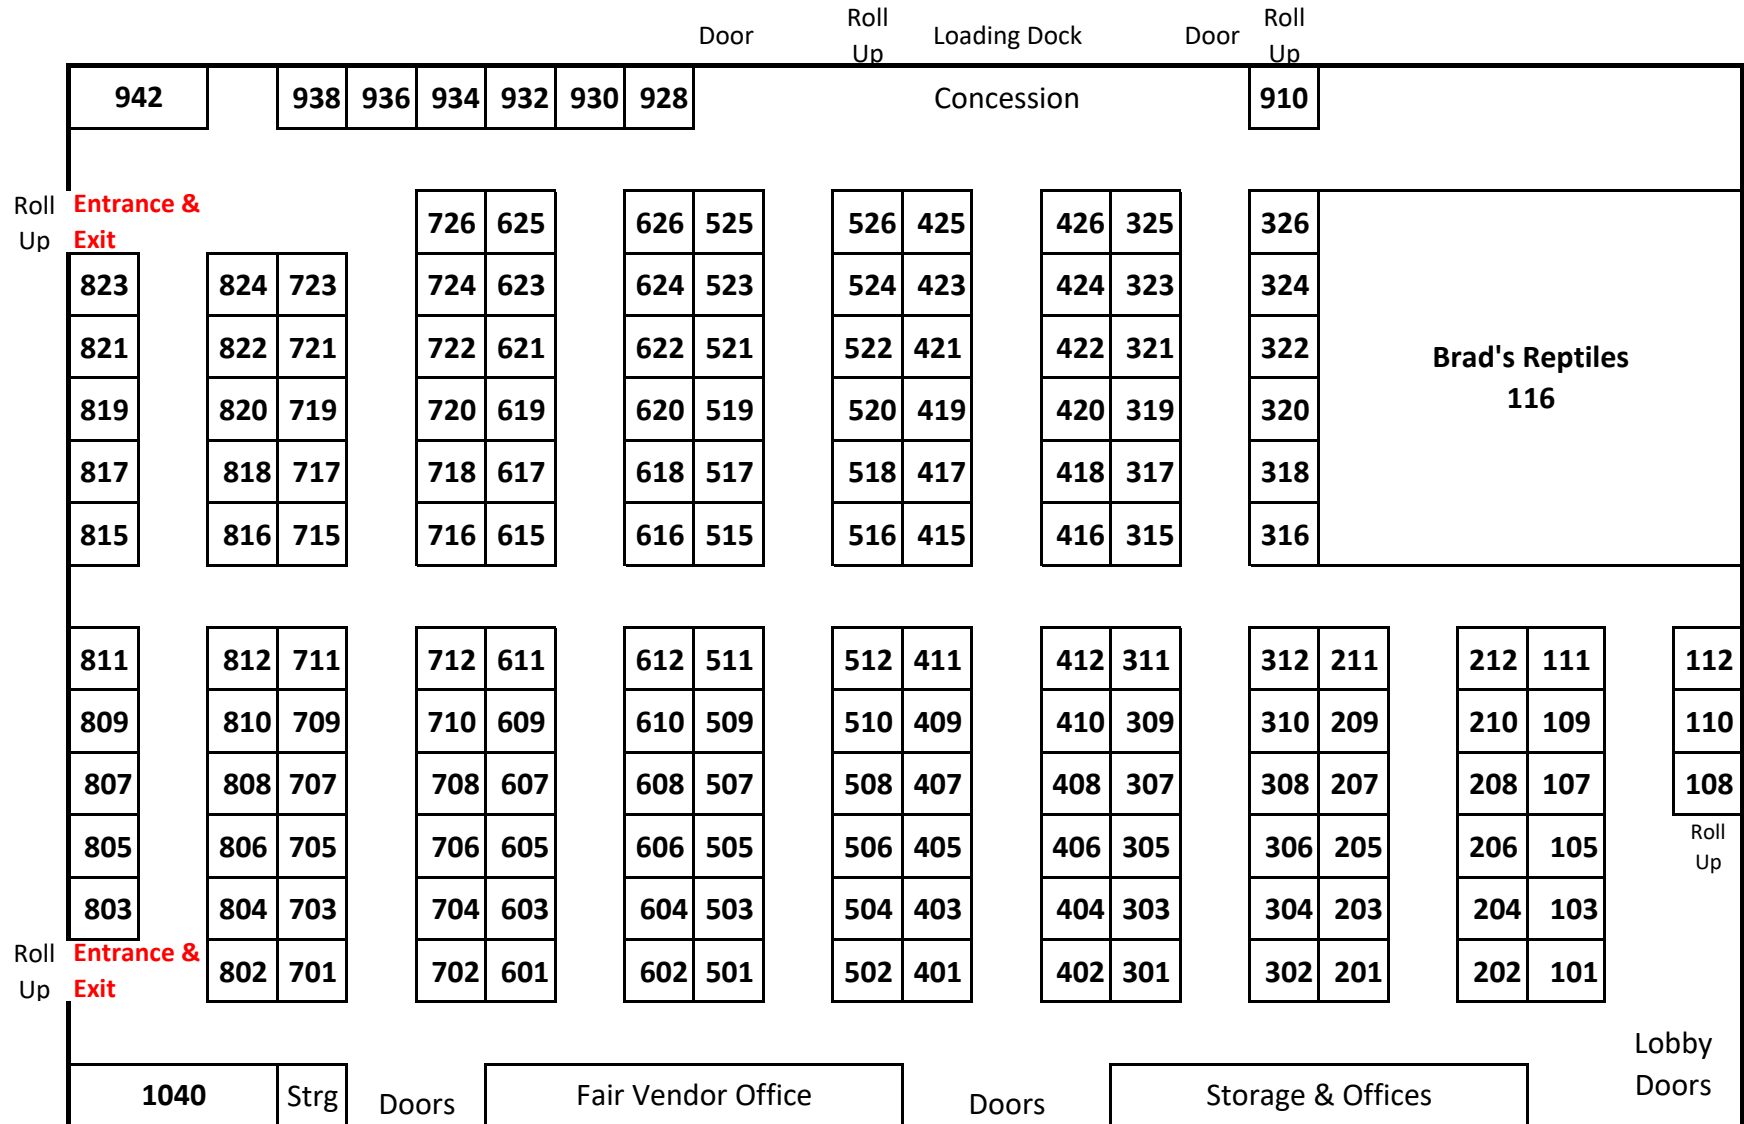 Door Roll Up Loading Dock Door Roll Up
942 938 936 934 932 930 928 Concession 910
Roll Up Entrance & Exit 726 625 626 525 526 425 426 325 326
823 824 723 724 623 624 523 524 423 424 323 324
821 822 721 722 621 622 521 522 421 422 321 322 Brad's Reptiles
819 820 719 720 619 620 519 520 419 420 319 320 116
817 818 717 718 617 618 517 518 417 418 317 318
815 816 715 716 615 616 515 516 415 416 315 316
811 812 711 712 611 612 511 512 411 412 311 312 211 212 111 112
809 810 709 710 609 610 509 510 409 410 309 310 209 210 109 110
807 808 707 708 607 608 507 508 407 408 307 308 207 208 107 108
805 806 705 706 605 606 505 506 405 406 305 306 205 206 105 Roll Up
803 804 703 704 603 604 503 504 403 404 303 304 203 204 103
Roll Up Entrance & Exit 802 701 702 601 602 501 502 401 402 301 302 201 202 101
Lobby Doors
1040 Strg Doors Fair Vendor Office Doors Storage & Offices